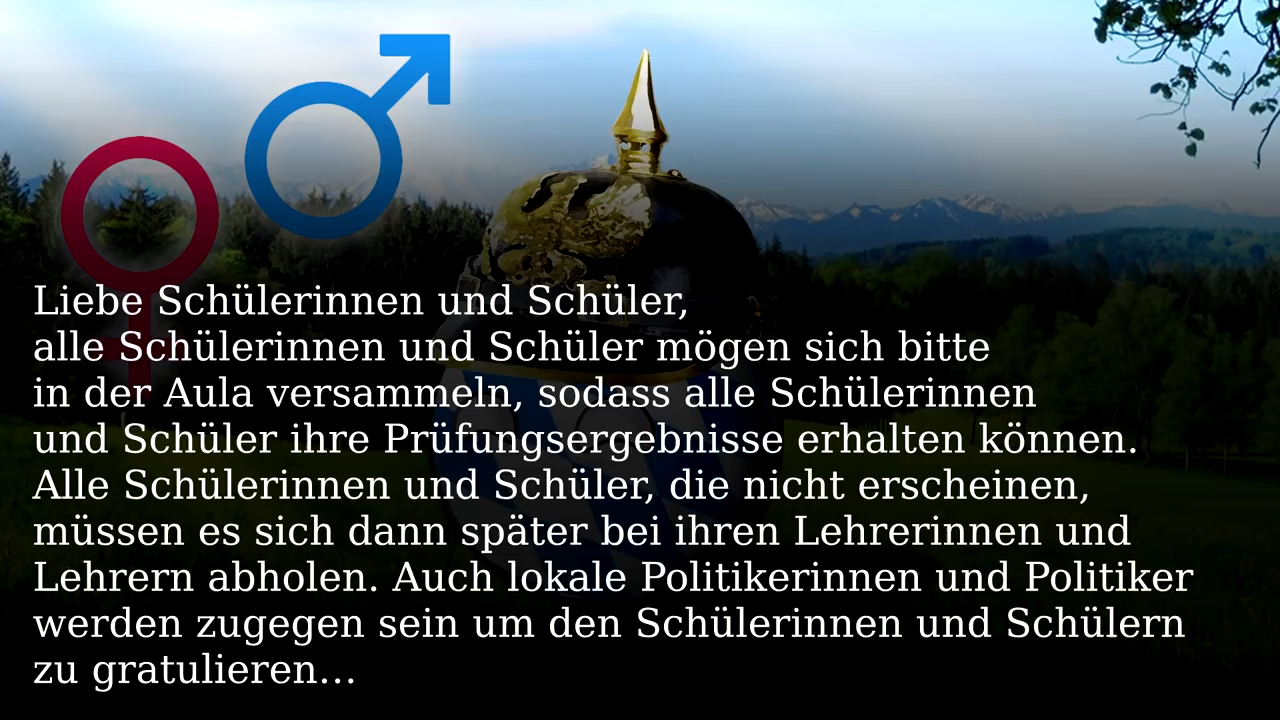 Liebe Schülerinnen und Schüler,
alle Schülerinnen und Schüler mögen sich bitte
in der Aula versammeln, sodass alle Schülerinnen
und Schüler ihre Prüfungsergebnisse erhalten können.
Alle Schülerinnen und Schüler, die nicht erscheinen,
müssen es sich dann später bei ihren Lehrerinnen und
Lehrern abholen. Auch lokale Politikerinnen und Politiker
werden zugegen sein um den Schülerinnen und Schülern
zu gratulieren...